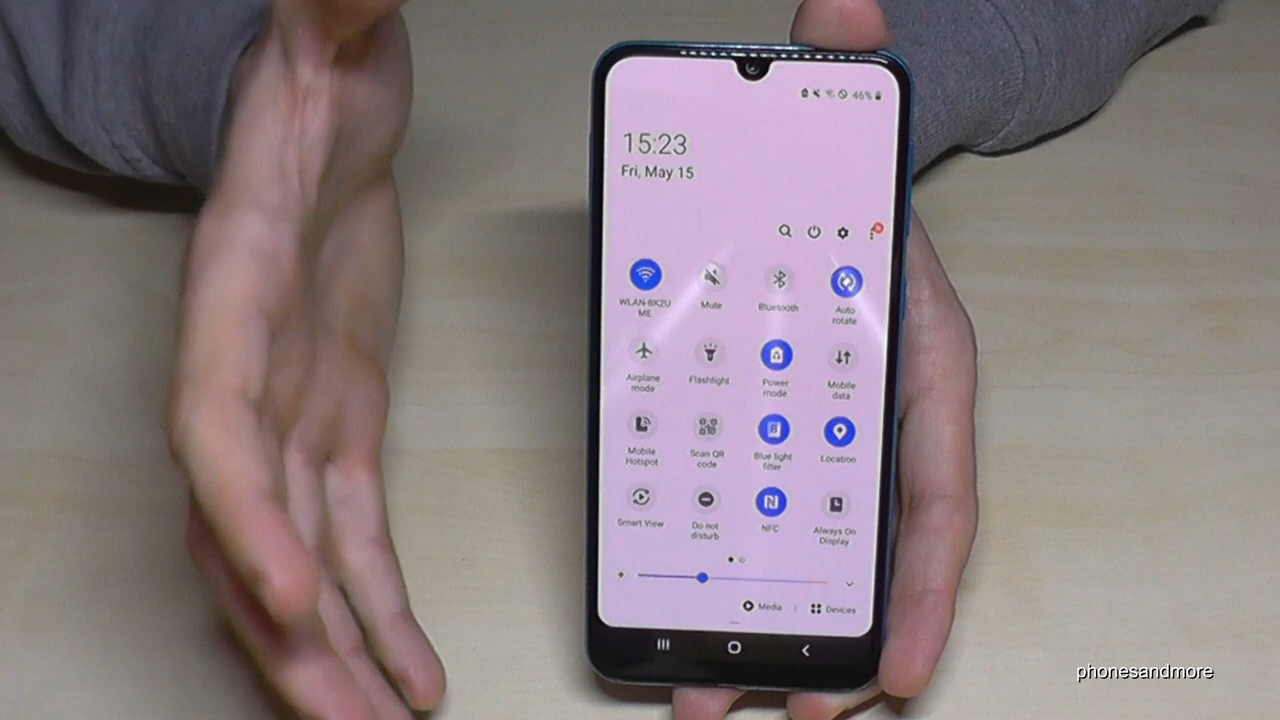 46%
15:23
Fri, May 15
WLAN-8X2U
ME
Mute
Bluetooth
Auto
rotate
Airplane
mode
Flashlight
Power
mode
Mobile
data
Mobile
Hotspot
Scan QR
code
Blue light
filter
Location
Smart View
Do not
disturb
NFC
Always On
Display
Media
Devices
phonesandmore